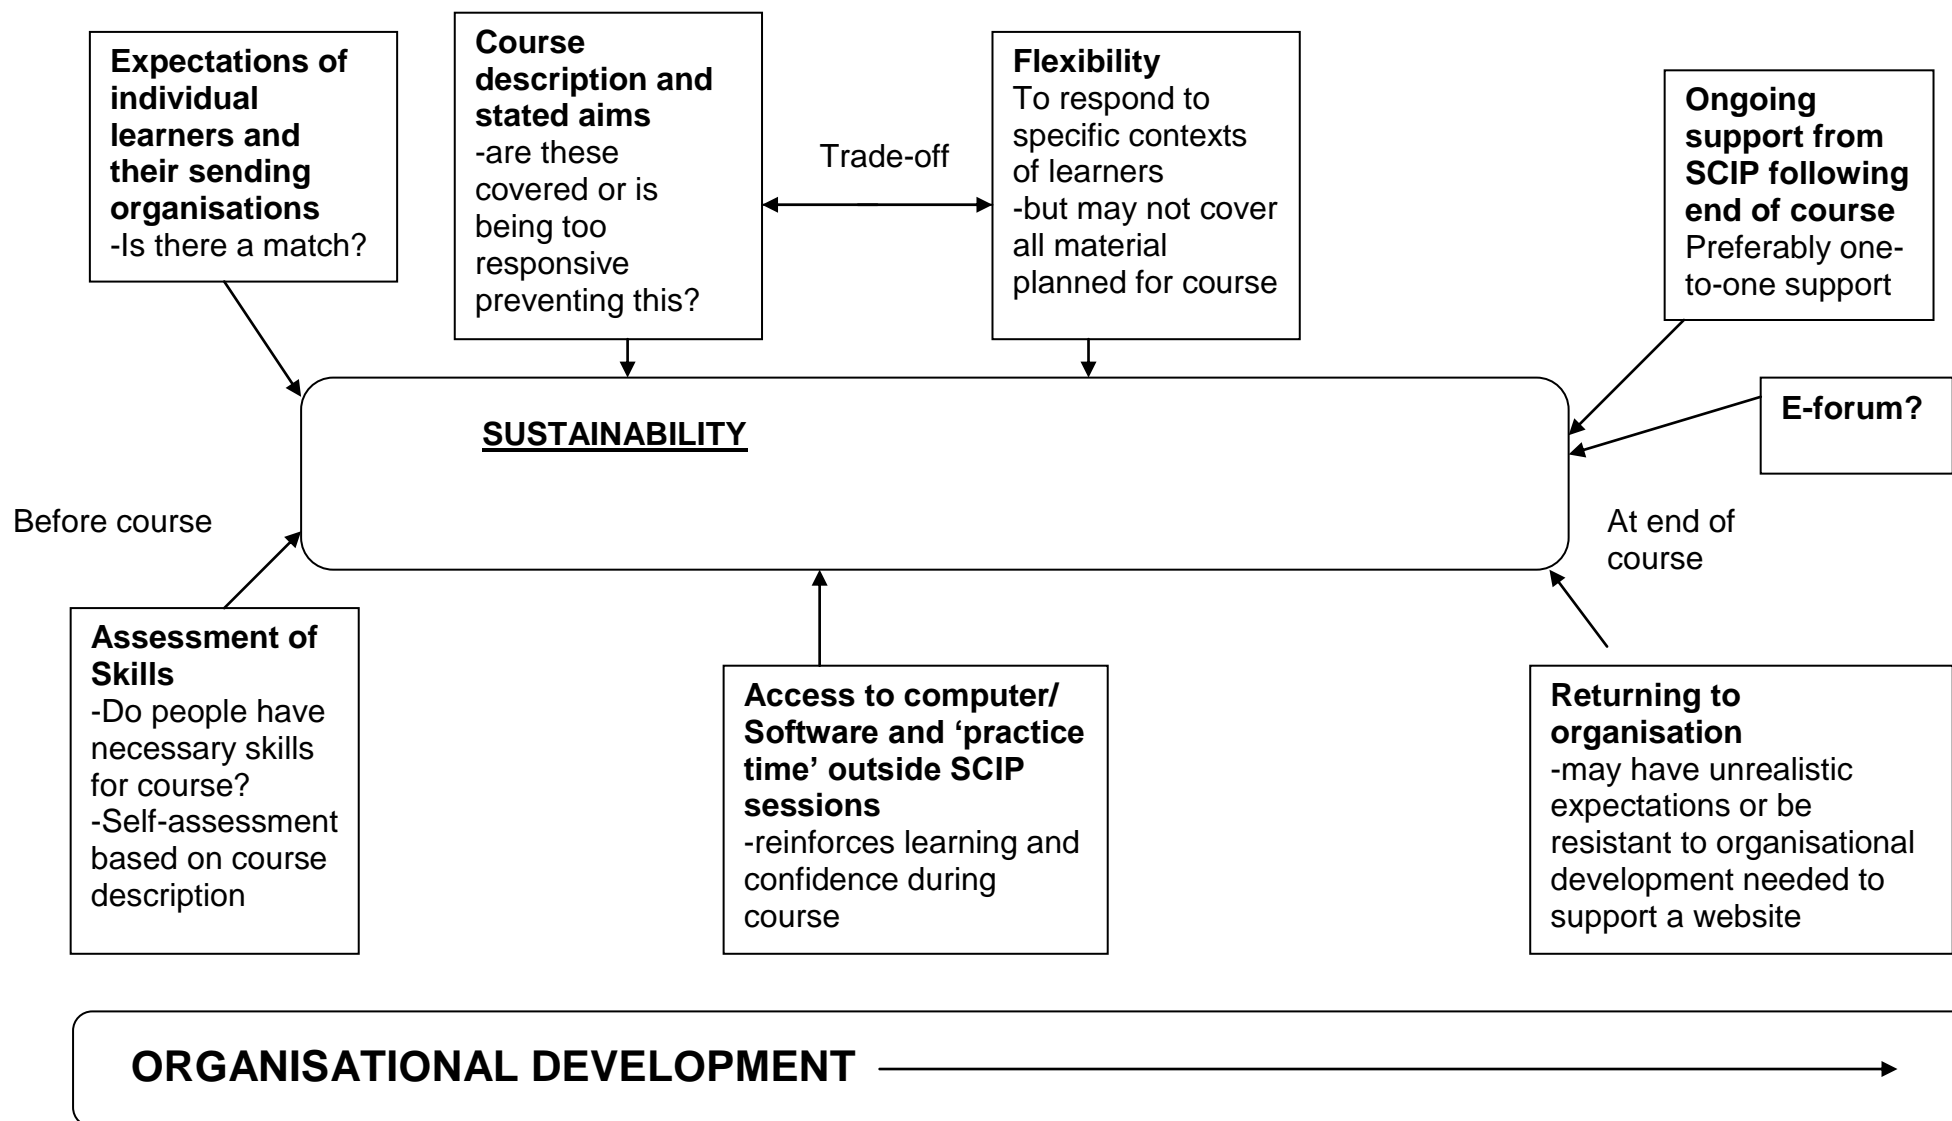 Expectations of
individual
learners and
their sending
organisations
-Is there a match?
Course
description and
stated aims
-are these
covered or is
being too
responsive
preventing this?
Trade-off
Flexibility
To respond to
specific contexts
of learners
-but may not cover
all material
planned for course
Ongoing
support from
SCIP following
end of course
Preferably one-
to-one support
E-forum?
SUSTAINABILITY
Before course
At end of
course
Assessment of
Skills
-Do people have
necessary skills
for course?
-Self-assessment
based on course
description
Access to computer/
Software and ‘practice
time’ outside SCIP
sessions
-reinforces learning and
confidence during
course
Returning to
organisation
-may have unrealistic
expectations or be
resistant to organisational
development needed to
support a website
ORGANISATIONAL DEVELOPMENT